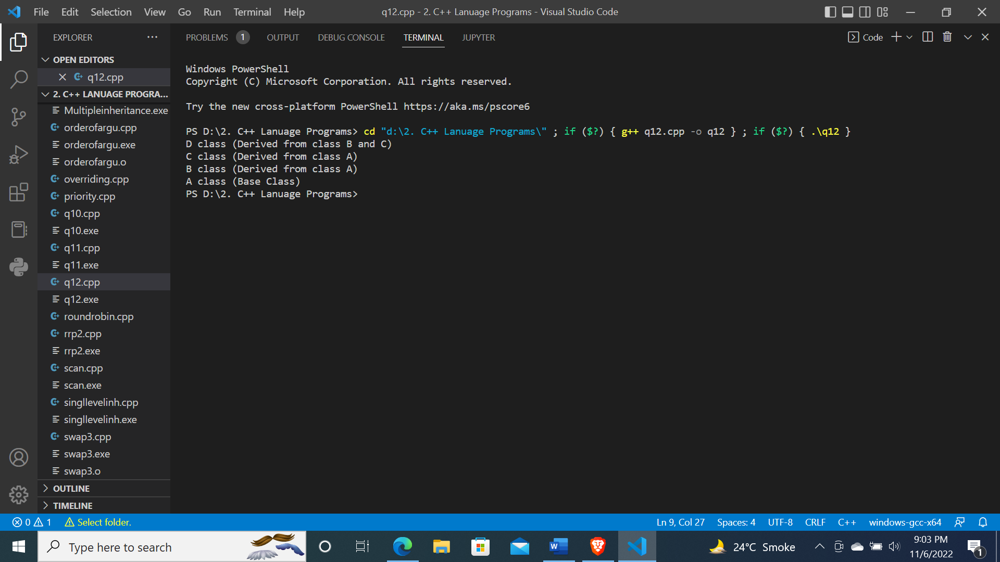 File Edit Selection View Go Run Terminal Help
q12.cpp - 2. C++ Lanuage Programs - Visual Studio Code
EXPLORER
OPEN EDITORS
q12.cpp
2. C++ LANUAGE PROGRA...
Multipleinheritance.exe
orderofargu.cpp
orderofargu.exe
orderofargu.o
overriding.cpp
priority.cpp
q10.cpp
q10.exe
q11.cpp
q11.exe
q12.cpp
q12.exe
roundrobin.cpp
rrp2.cpp
rrp2.exe
scan.cpp
scan.exe
singllevelinh.cpp
singllevelinh.exe
swap3.cpp
swap3.exe
swap3.o
OUTLINE
TIMELINE
PROBLEMS 1 OUTPUT DEBUG CONSOLE TERMINAL JUPYTER
Code
Windows PowerShell
Copyright (C) Microsoft Corporation. All rights reserved.
Try the new cross-platform PowerShell https://aka.ms/pscore6
PS D:\2. C++ Lanuage Programs> cd "d:\2. C++ Lanuage Programs\" ; if ($?) { g++ q12.cpp -o q12 } ; if ($?) { .\q12 }
D class (Derived from class B and C)
C class (Derived from class A)
B class (Derived from class A)
A class (Base Class)
PS D:\2. C++ Lanuage Programs>
0 1 Select folder.
Ln 9, Col 27 Spaces: 4 UTF-8 CRLF C++ windows-gcc-x64
Type here to search
W
24°C Smoke
9:03 PM
11/6/2022
1